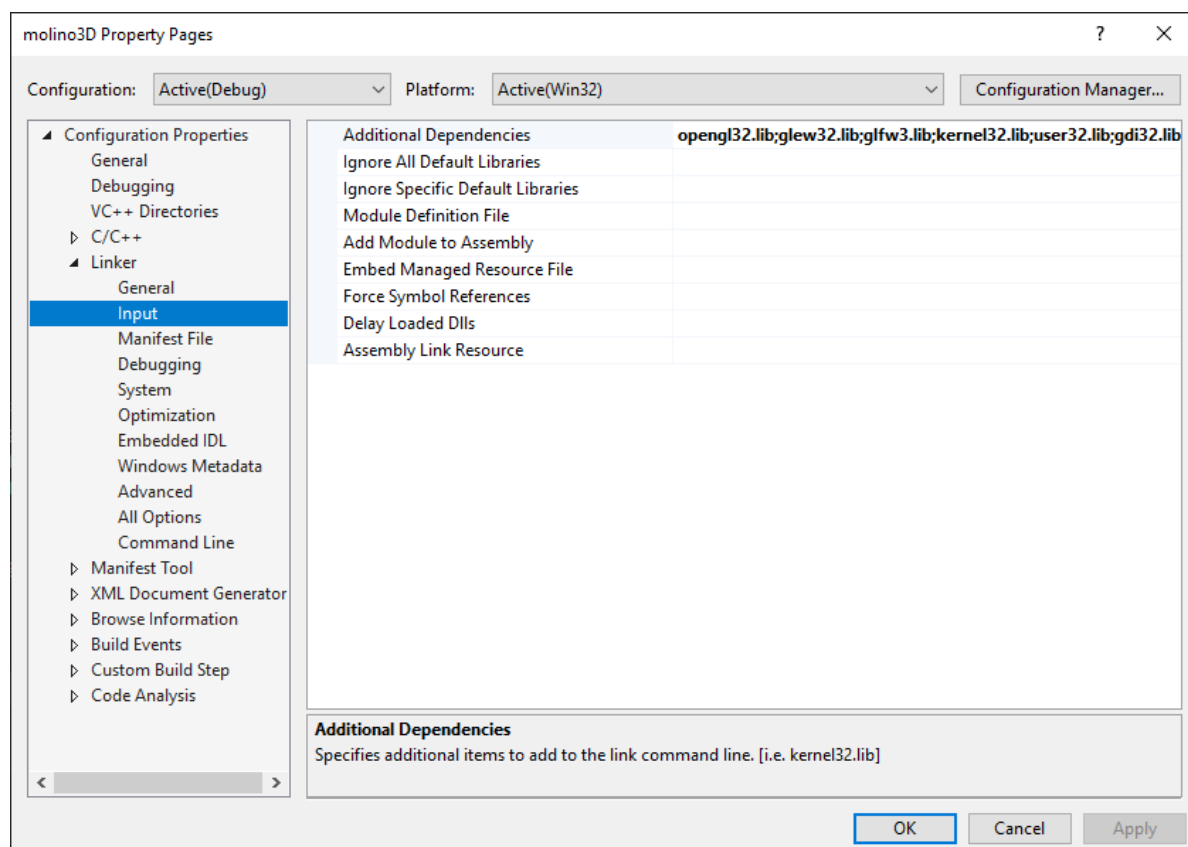 molino3D Property Pages
?
Configuration: Active(Debug) Platform: Active(Win32) Configuration Manager...
Configuration Properties
General
Debugging
VC++ Directories
C/C++
Linker
General
Input
Manifest File
Debugging
System
Optimization
Embedded IDL
Windows Metadata
Advanced
All Options
Command Line
Manifest Tool
XML Document Generator
Browse Information
Build Events
Custom Build Step
Code Analysis
Additional Dependencies opengl32.lib;glew32.lib;glfw3.lib;kernel32.lib;user32.lib;gdi32.lib
Ignore All Default Libraries
Ignore Specific Default Libraries
Module Definition File
Add Module to Assembly
Embed Managed Resource File
Force Symbol References
Delay Loaded Dlls
Assembly Link Resource
Additional Dependencies
Specifies additional items to add to the link command line. [i.e. kernel32.lib]
OK Cancel Apply